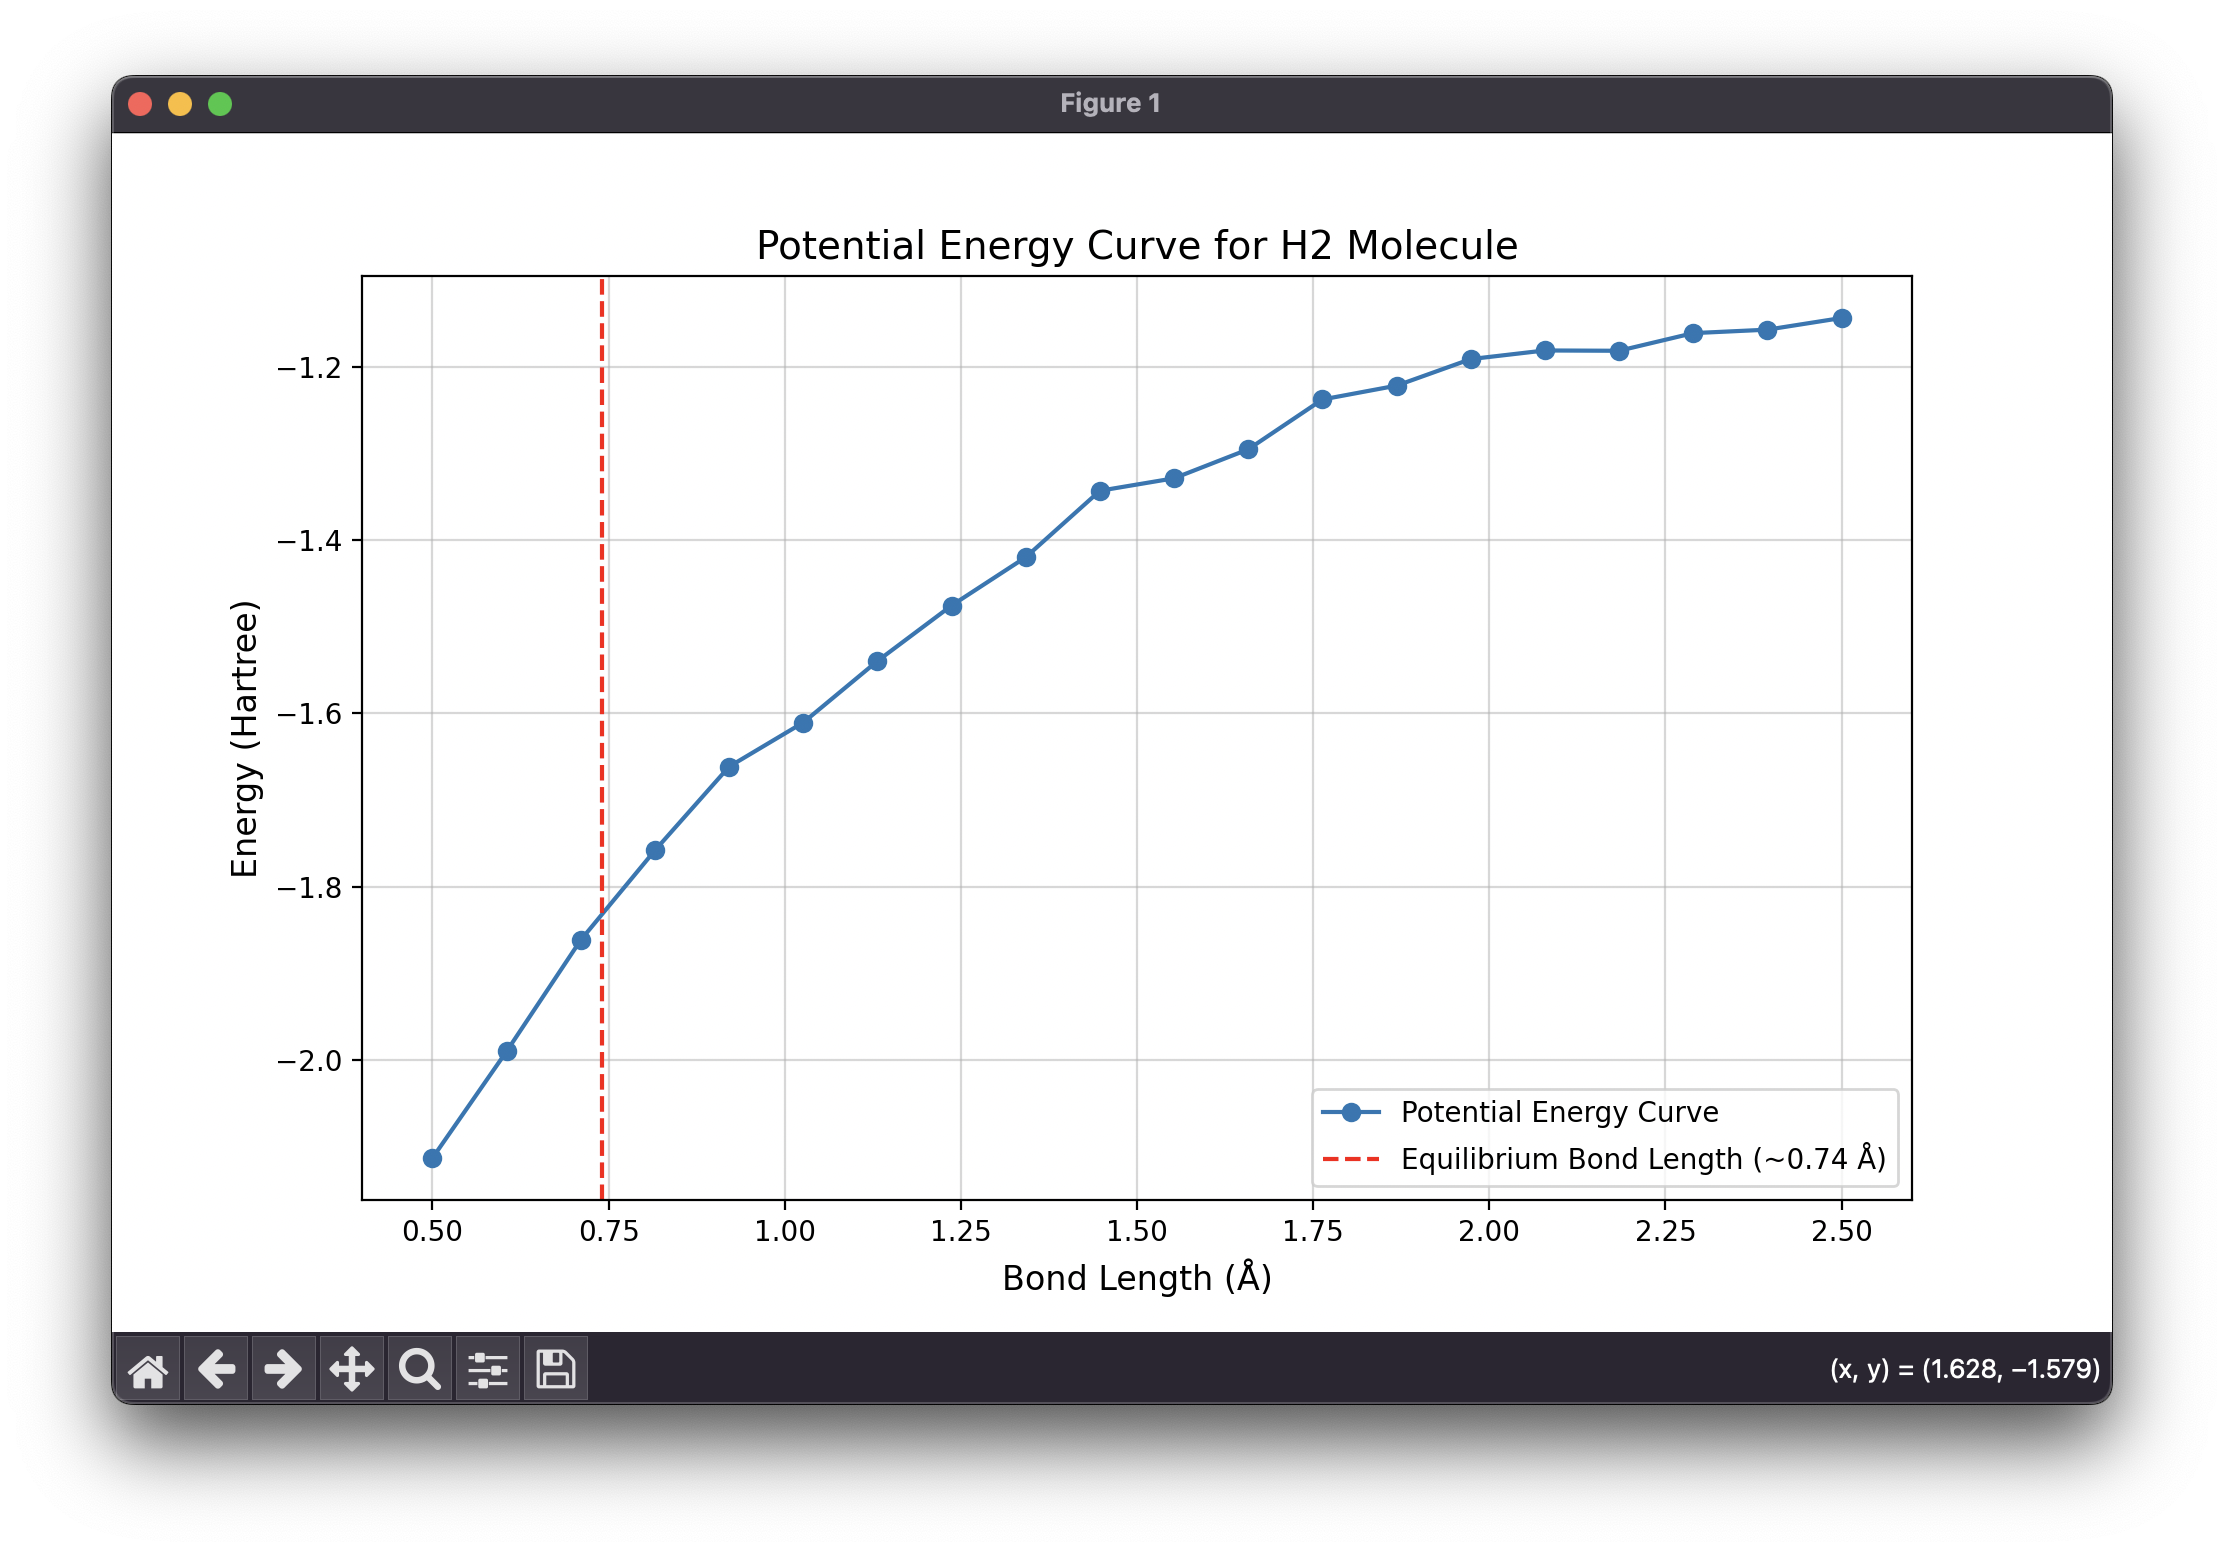 Figure 1
Potential Energy Curve for H2 Molecule
Energy (Hartree)
−1.2
−1.4
−1.6
−1.8
−2.0
Potential Energy Curve
Equilibrium Bond Length (~0.74 Å)
0.50 0.75 1.00 1.25 1.50 1.75 2.00 2.25 2.50
Bond Length (Å)
(x, y) = (1.628, −1.579)